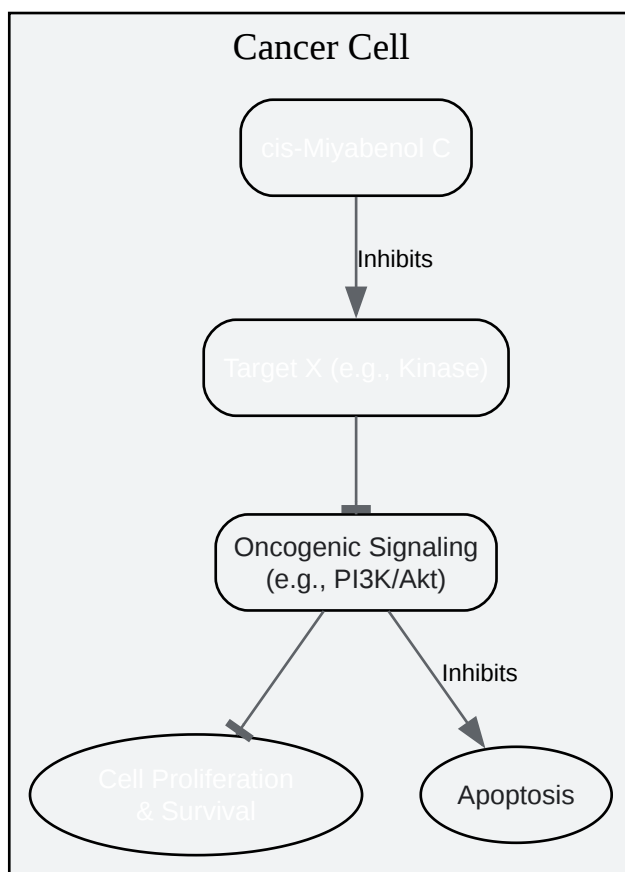 Cancer Cell
cis-Miyabenol C
Inhibits
Target X (e.g., Kinase)
Oncogenic Signaling
(e.g., PI3K/Akt)
Inhibits
Cell Proliferation
& Survival
Apoptosis